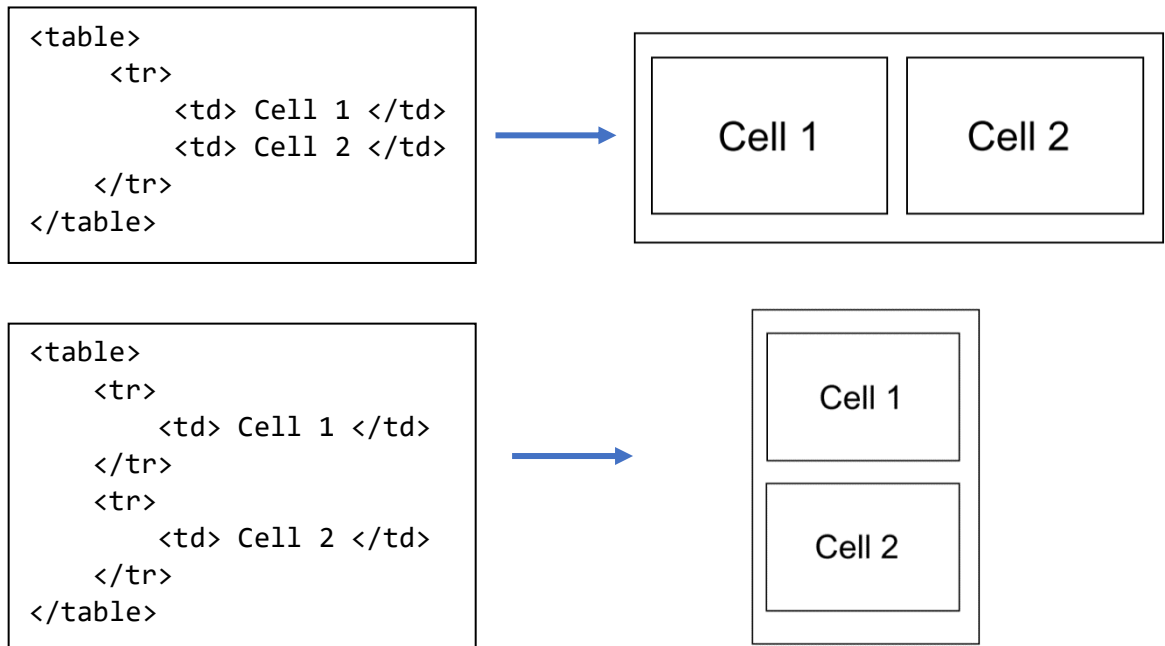 <table>
<tr>
<td> Cell 1 </td>
<td> Cell 2 </td>
</tr>
</table>
Cell 1 Cell 2
<table>
<tr>
<td> Cell 1 </td>
</tr>
<tr>
<td> Cell 2 </td>
</tr>
</table>
Cell 1
Cell 2